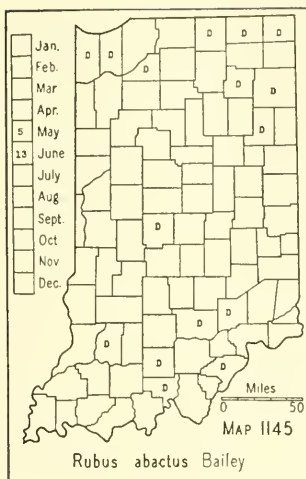 Jan.
Feb.
Mar
Apr.
5 May
13 June
July
Aug
Sept.
Oct
Nov
Dec.
D D D D D
D D D
D
D
D
D D
D D
D
Miles
0 50
MAP 1145
Rubus abactus Bailey